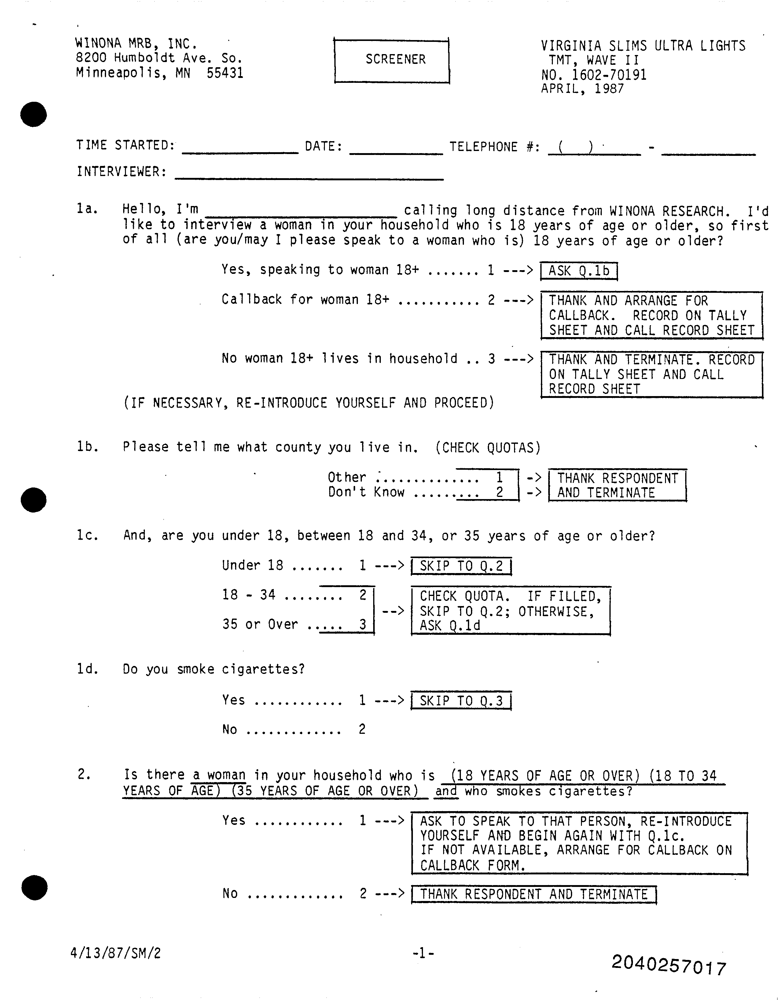 WINONA MRB, INC.
8200 Humboldt Ave. So.
Minneapolis, MN 55431
SCREENER
VIRGINIA SLIMS ULTRA LIGHTS
TMT, WAVE II
NO. 1602-70191
APRIL, 1987
TIME STARTED: ____________ DATE: ____________ TELEPHONE #: ( ) - ____________
INTERVIEWER: ____________
1a. Hello, I'm ____________ calling long distance from WINONA RESEARCH. I'd
like to interview a woman in your household who is 18 years of age or older, so first
of all (are you/may I please speak to a woman who is) 18 years of age or older?
Yes, speaking to woman 18+ ....... 1 ---> ASK Q.1b
Callback for woman 18+ ........... 2 ---> THANK AND ARRANGE FOR
CALLBACK. RECORD ON TALLY
SHEET AND CALL RECORD SHEET
No woman 18+ lives in household .. 3 ---> THANK AND TERMINATE. RECORD
ON TALLY SHEET AND CALL
RECORD SHEET
(IF NECESSARY, RE-INTRODUCE YOURSELF AND PROCEED)
1b. Please tell me what county you live in. (CHECK QUOTAS)
Other ............. 1 -> THANK RESPONDENT
Don't Know ......... 2 -> AND TERMINATE
1c. And, are you under 18, between 18 and 34, or 35 years of age or older?
Under 18 ....... 1 ---> SKIP TO Q.2
18 - 34 ........ 2 CHECK QUOTA. IF FILLED,
--> SKIP TO Q.2; OTHERWISE,
35 or Over ..... 3 ASK Q.1d
1d. Do you smoke cigarettes?
Yes ............ 1 ---> SKIP TO Q.3
No ............. 2
2. Is there a woman in your household who is (18 YEARS OF AGE OR OVER) (18 TO 34
YEARS OF AGE) (35 YEARS OF AGE OR OVER) and who smokes cigarettes?
Yes ............ 1 ---> ASK TO SPEAK TO THAT PERSON, RE-INTRODUCE
YOURSELF AND BEGIN AGAIN WITH Q.1c.
IF NOT AVAILABLE, ARRANGE FOR CALLBACK ON
CALLBACK FORM.
No ............. 2 ---> THANK RESPONDENT AND TERMINATE
4/13/87/SM/2
-1-
2040257017